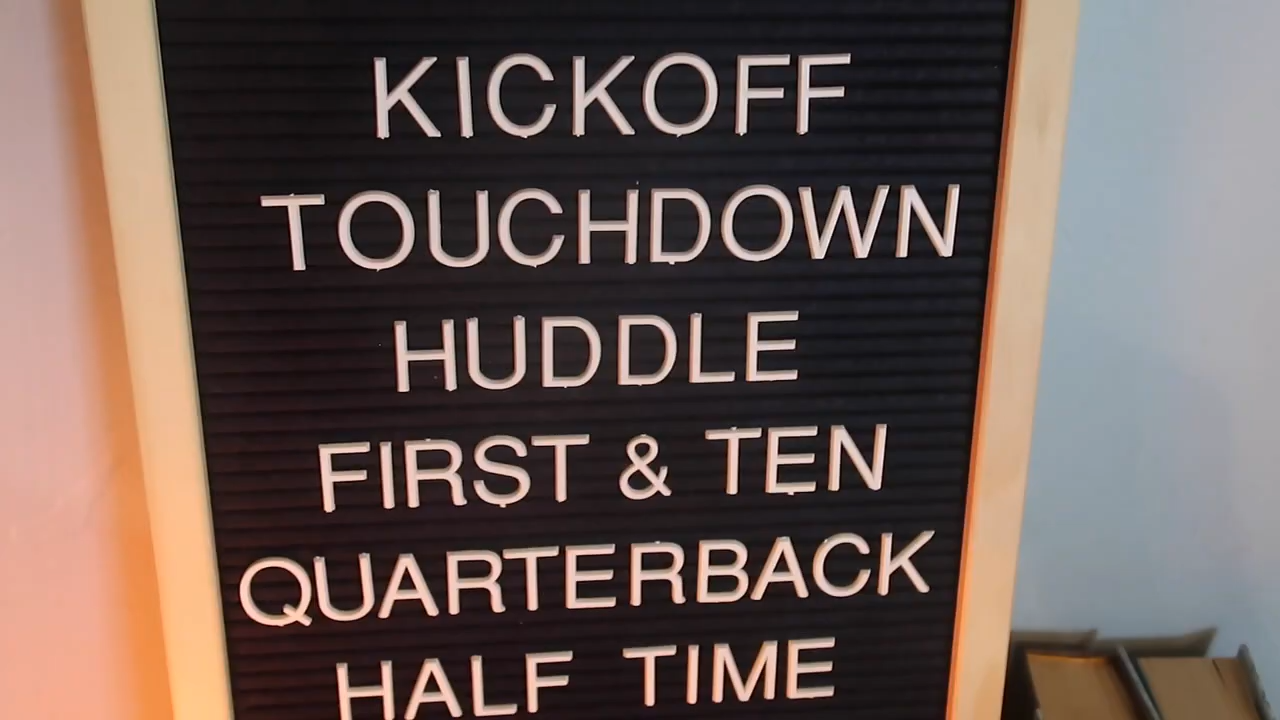 KICKOFF
TOUCHDOWN
HUDDLE
FIRST & TEN
QUARTERBACK
HALF TIME